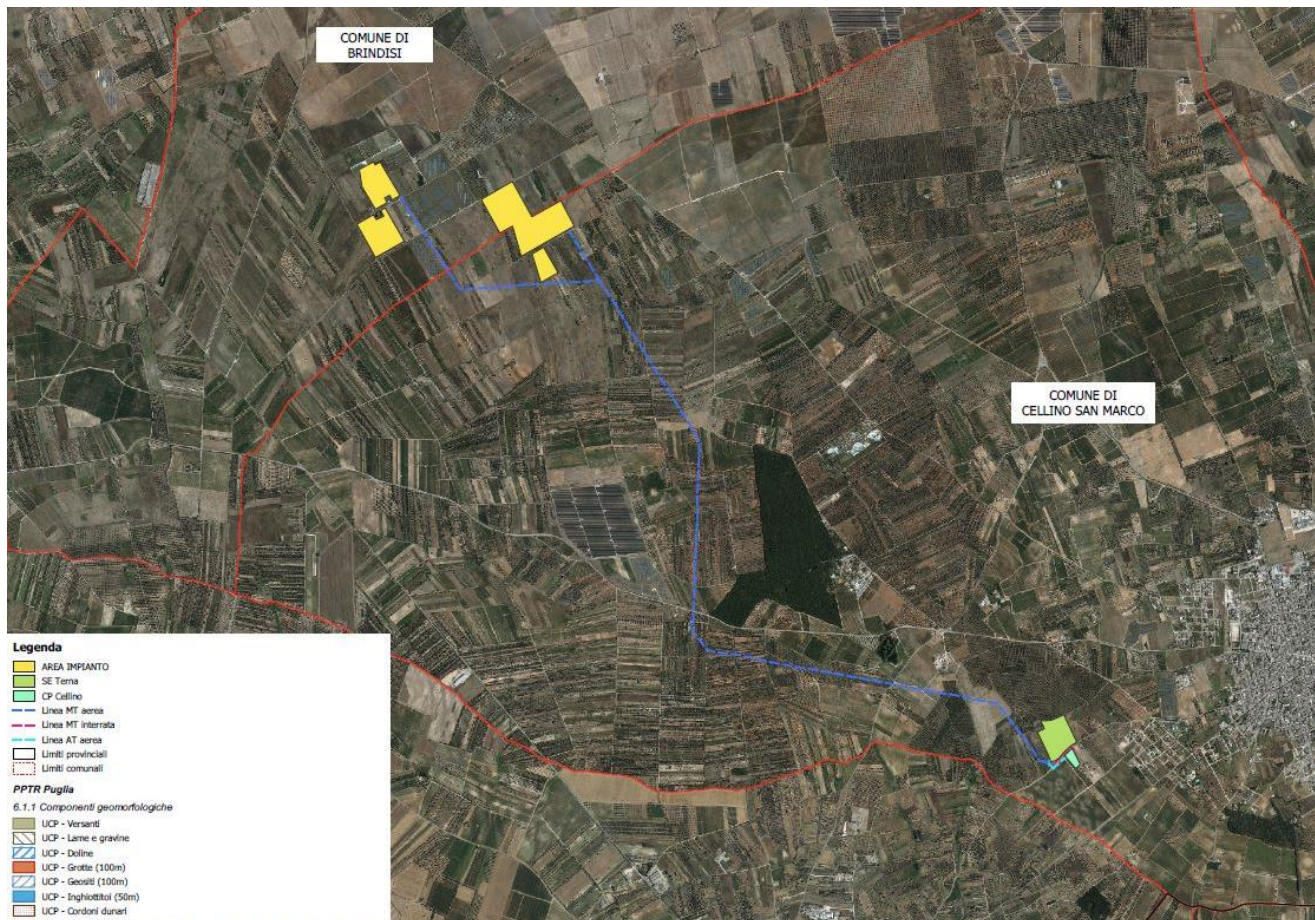 COMUNE DI
BRINDISI
COMUNE DI
CELLINO SAN MARCO
Legenda
AREA IMPIANTO
SE Terna
CP Cellino
Linea MT aerea
Linea MT interrata
Linea AT aerea
Limiti provinciali
Limiti comunali
PPTR Puglia
6.1.1 Componenti geomorfologiche
UCP - Versanti
UCP - Lame e gravine
UCP - Doline
UCP - Grotte (100m)
UCP - Geositi (100m)
UCP - Inghiottitoi (50m)
UCP - Cordoni dunari